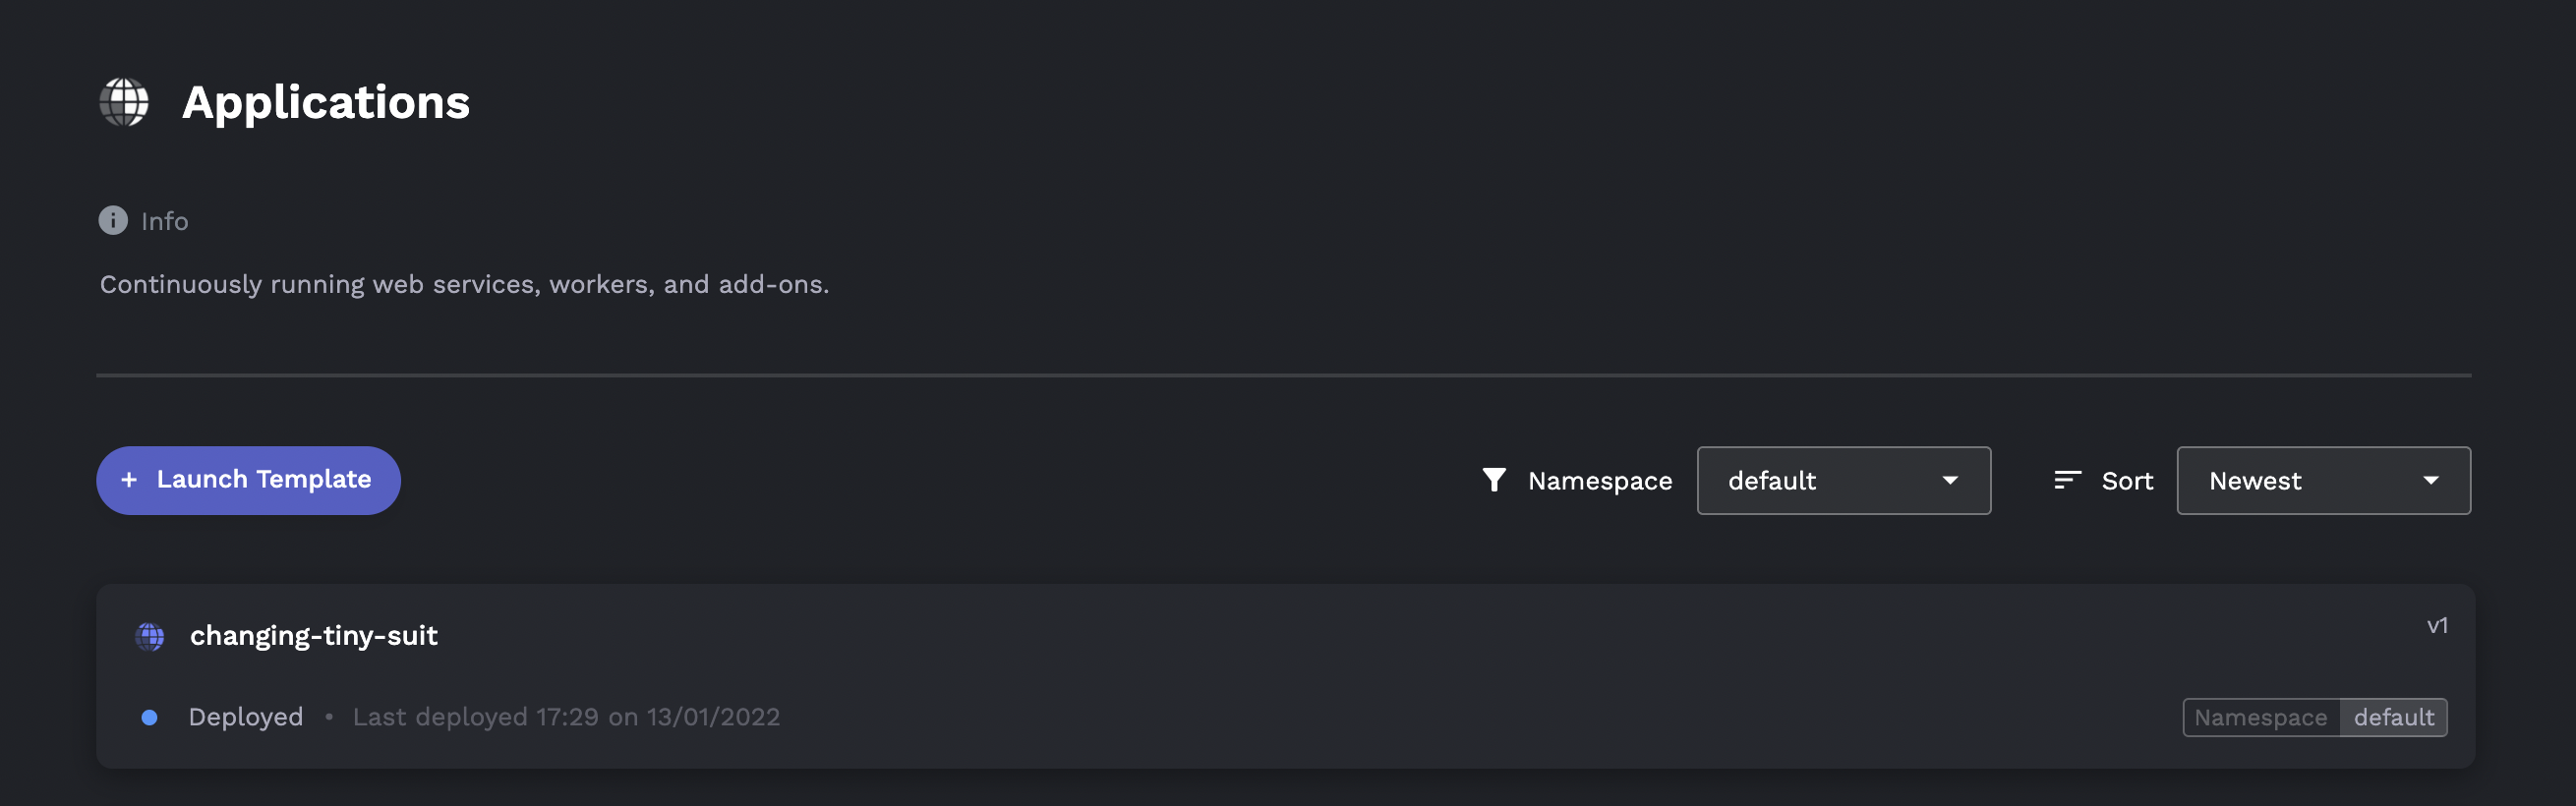 Applications
Info
Continuously running web services, workers, and add-ons.
+ Launch Template
Namespace default Sort Newest
changing-tiny-suit v1
Deployed • Last deployed 17:29 on 13/01/2022 Namespace default